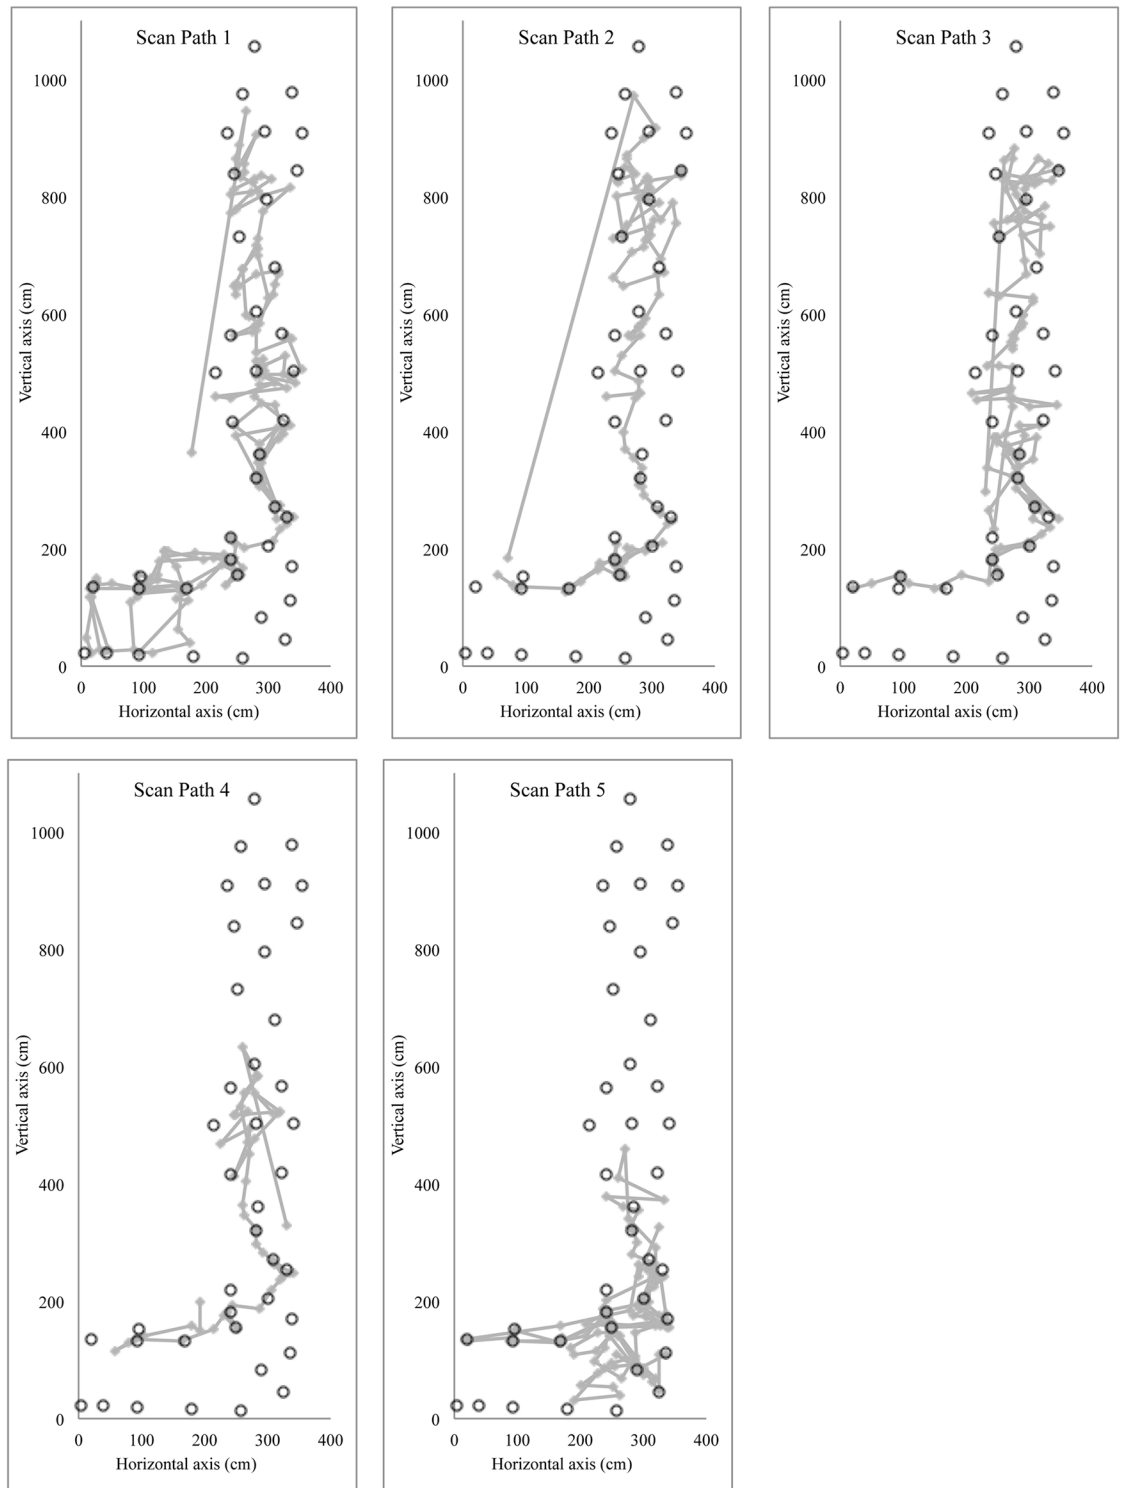 Scan Path 1
1000
800
600
400
200
0
Vertical axis (cm)
0 100 200 300 400
Horizontal axis (cm)
Scan Path 2
1000
800
600
400
200
0
Vertical axis (cm)
0 100 200 300 400
Horizontal axis (cm)
Scan Path 3
1000
800
600
400
200
0
Vertical axis (cm)
0 100 200 300 400
Horizontal axis (cm)
Scan Path 4
1000
800
600
400
200
0
Vertical axis (cm)
0 100 200 300 400
Horizontal axis (cm)
Scan Path 5
1000
800
600
400
200
0
Vertical axis (cm)
0 100 200 300 400
Horizontal axis (cm)